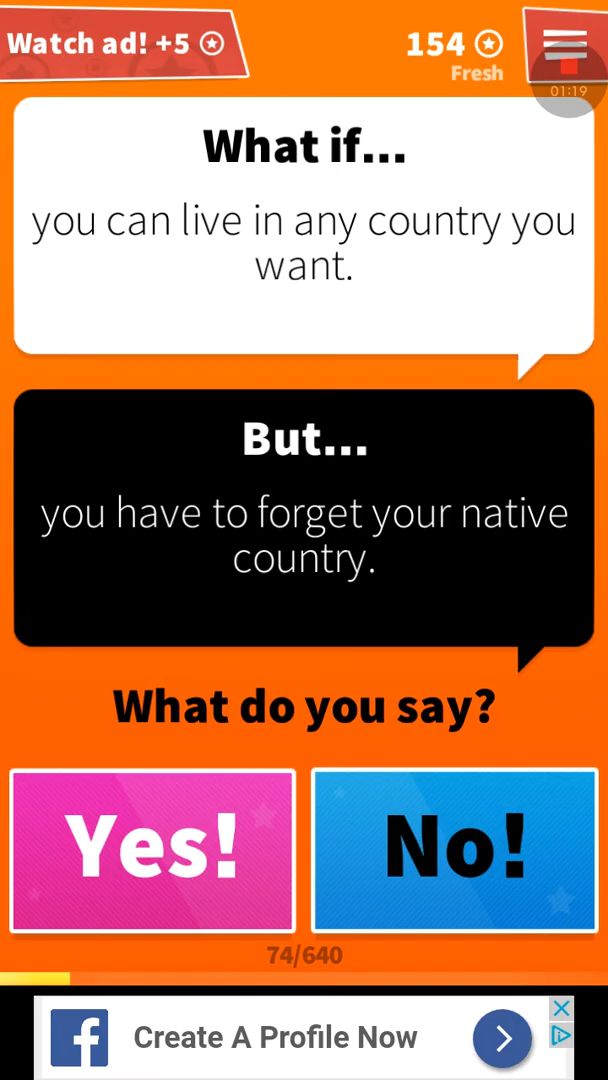 Watch ad! +5
154
Fresh
01:19
What if...
you can live in any country you
want.
But...
you have to forget your native
country.
What do you say?
Yes!
No!
74/640
f Create A Profile Now